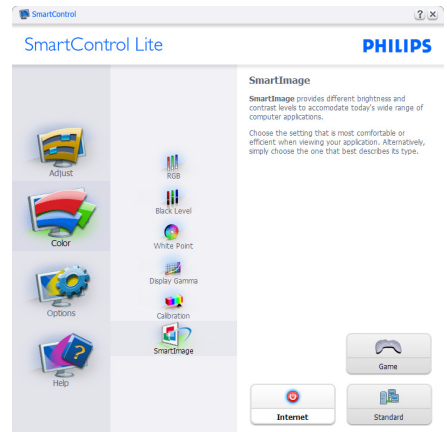 SmartControl
SmartControl Lite
PHILIPS
Adjust
Color
Options
Help
RGB
Black Level
White Point
Display Gamma
Calibration
SmartImage
SmartImage
SmartImage provides different brightness and
contrast levels to accomodate today's wide range of
computer applications.
Choose the setting that is most comfortable or
efficient when viewing your application. Alternatively,
simply choose the one that best describes its type.
Game
Internet
Standard